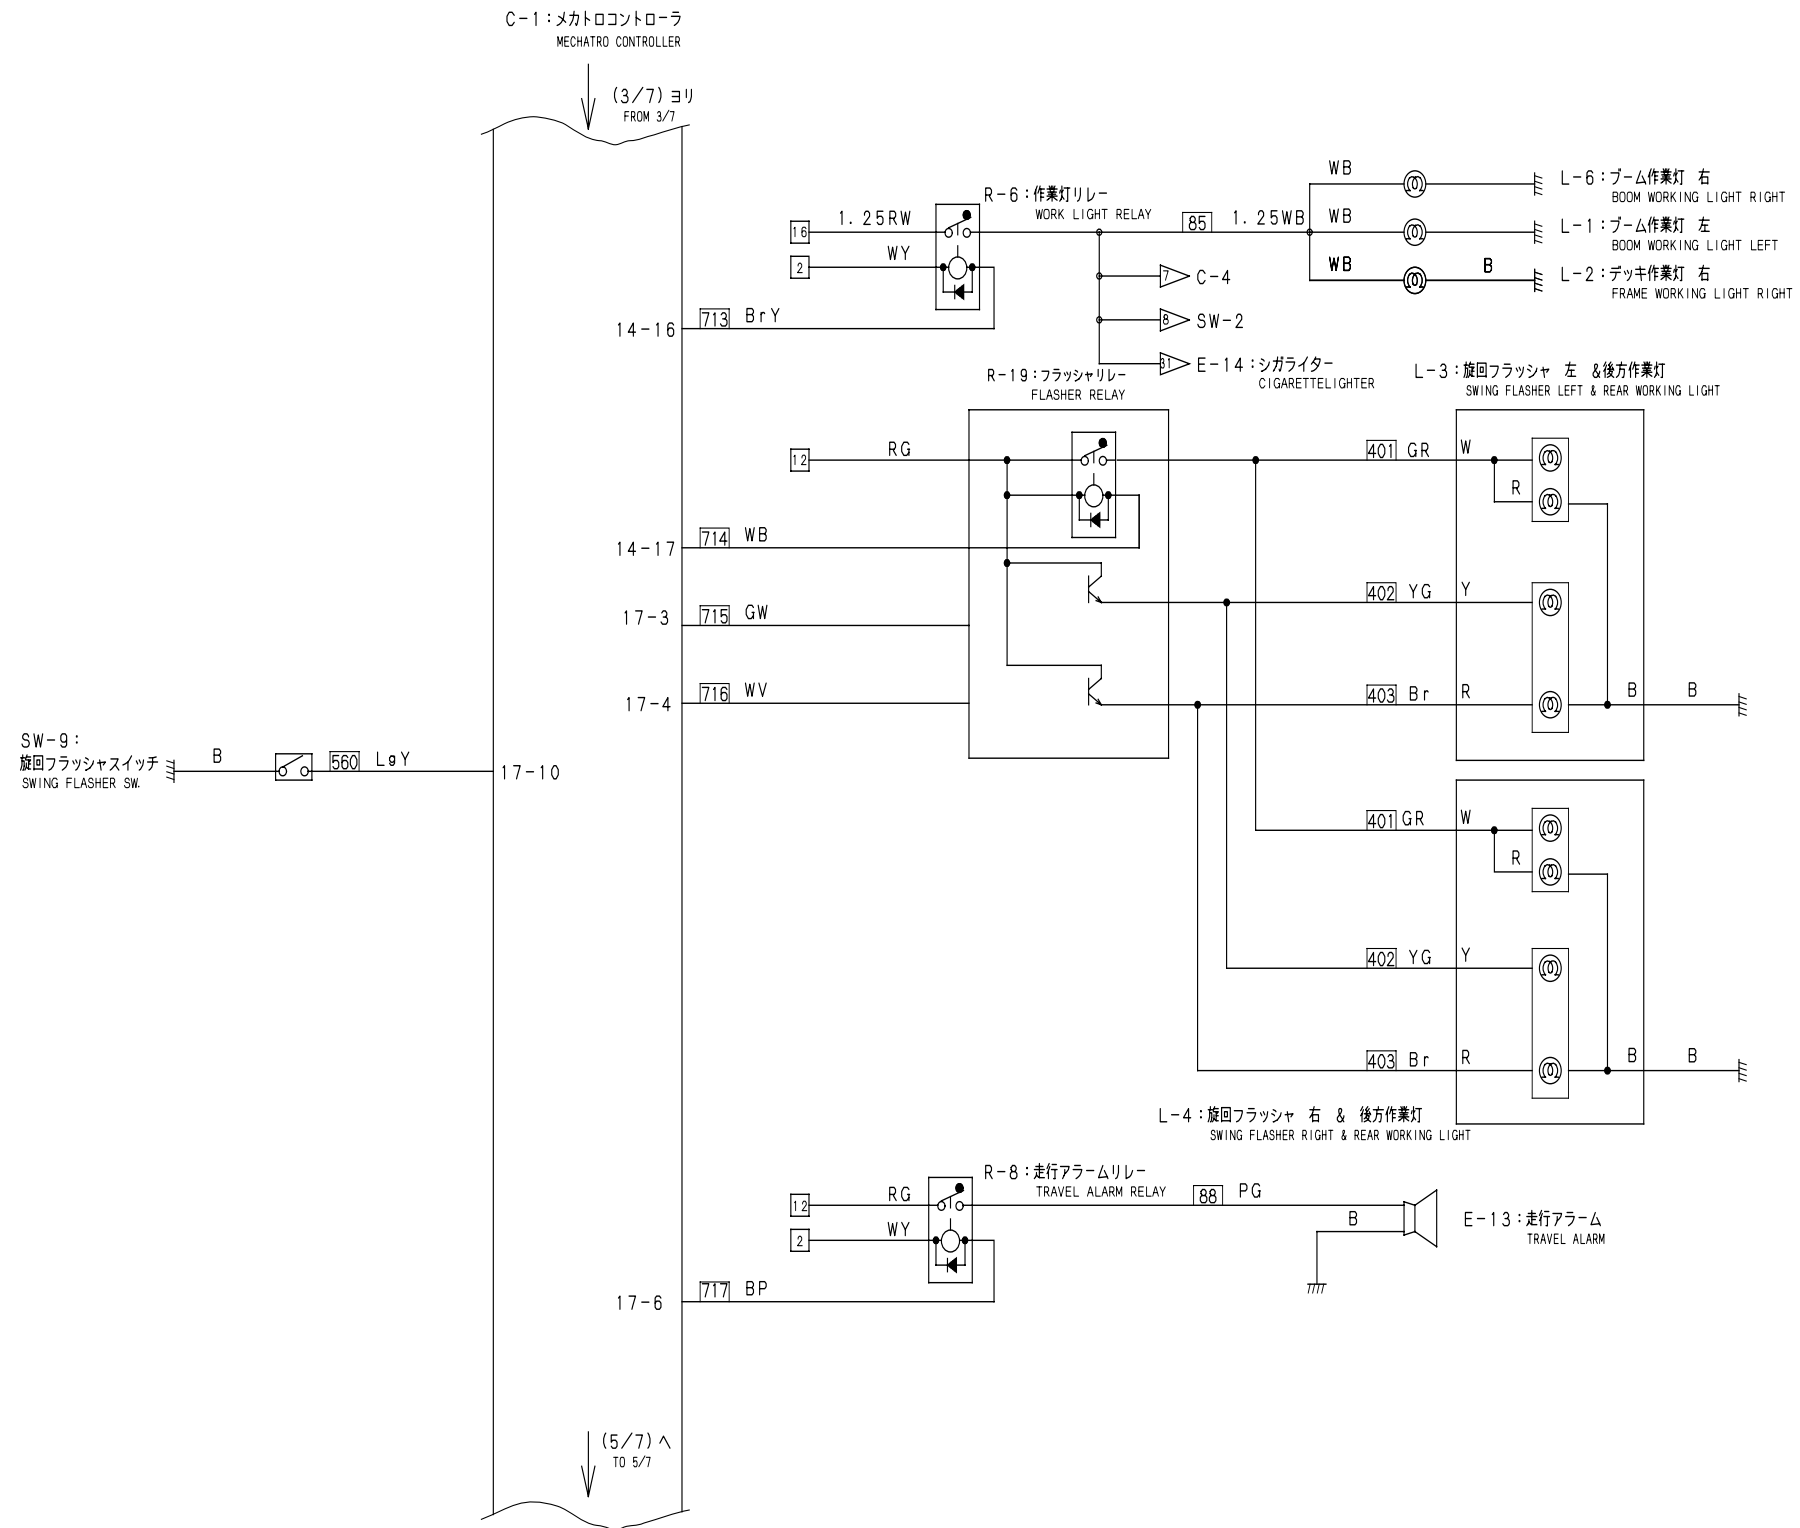 C-1:メカトロコントローラ
MECHATRO CONTROLLER
(3/7)ヨリ
FROM 3/7
WB
L-6:ブーム作業灯 右
BOOM WORKING LIGHT RIGHT
R-6:作業灯リレー
WORK LIGHT RELAY
16
1.25RW
85
1.25WB
WB
L-1:ブーム作業灯 左
BOOM WORKING LIGHT LEFT
2
WY
WB
B
L-2:デッキ作業灯 右
FRAME WORKING LIGHT RIGHT
7
C-4
14-16
713
BrY
8
SW-2
31
E-14:シガライター
CIGARETTELIGHTER
R-19:フラッシャリレー
FLASHER RELAY
L-3:旋回フラッシャ 左 &後方作業灯
SWING FLASHER LEFT & REAR WORKING LIGHT
12
RG
401
GR
W
R
14-17
714
WB
402
YG
Y
17-3
715
GW
17-4
716
WV
403
Br
R
B
B
SW-9:
旋回フラッシャスイッチ
SWING FLASHER SW.
B
560
LgY
17-10
401
GR
W
R
402
YG
Y
403
Br
R
B
B
L-4:旋回フラッシャ 右 & 後方作業灯
SWING FLASHER RIGHT & REAR WORKING LIGHT
R-8:走行アラームリレー
TRAVEL ALARM RELAY
12
RG
88
PG
2
WY
B
E-13:走行アラーム
TRAVEL ALARM
17-6
717
BP
(5/7)ヘ
TO 5/7